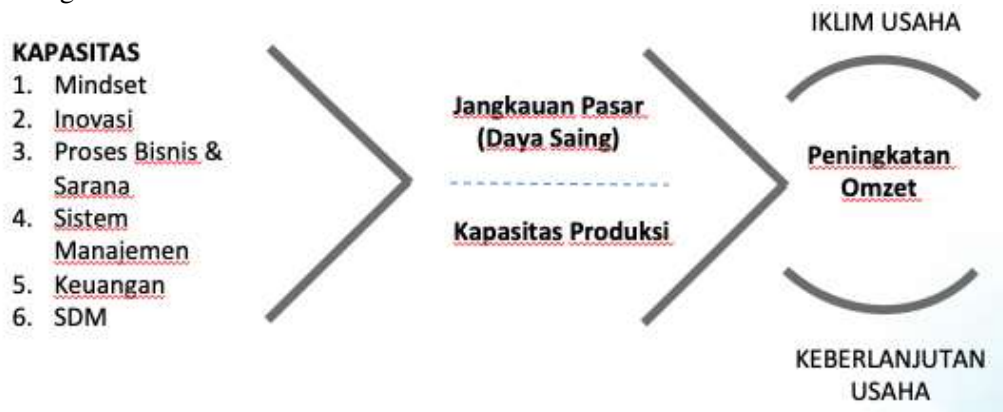 KAPASITAS
1. Mindset
2. Inovasi
3. Proses Bisnis &
Sarana
4. Sistem
Manajemen
5. Keuangan
6. SDM
Jangkauan Pasar
(Daya Saing)
Kapasitas Produksi
IKLIM USAHA
Peningkatan
Omzet
KEBERLANJUTAN
USAHA